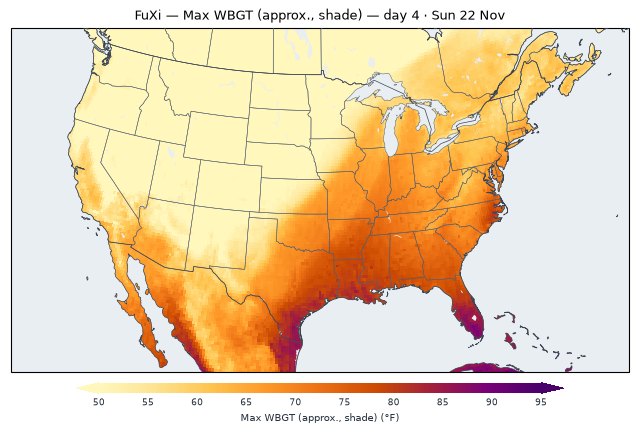 FuXi — Max WBGT (approx., shade) — day 4 · Sun 22 Nov
50 55 60 65 70 75 80 85 90 95
Max WBGT (approx., shade) (°F)